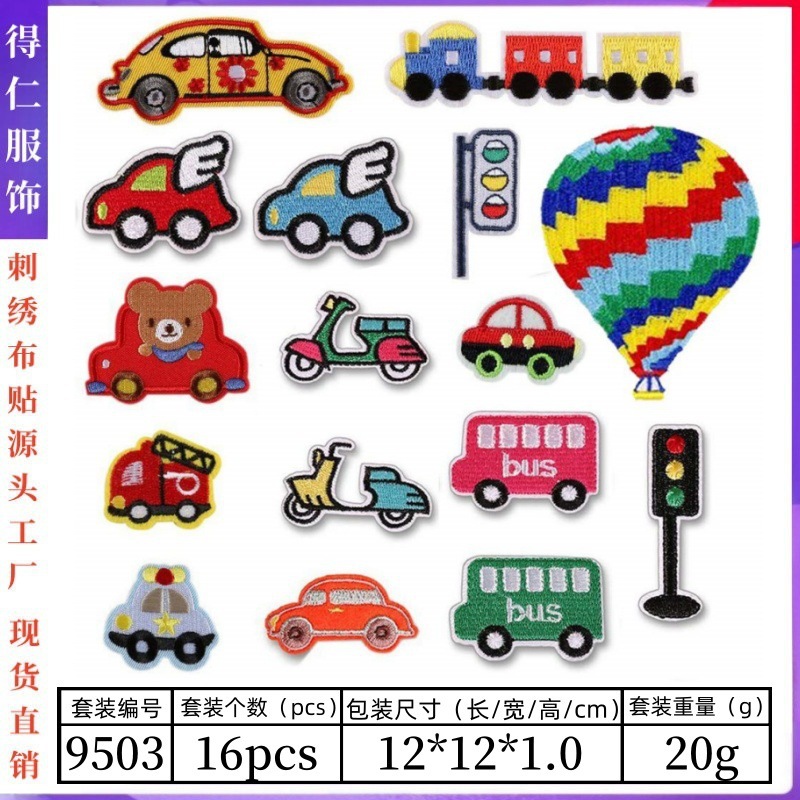 得仁服饰
刺绣布贴源头工厂 现货直销
bus
bus
套装编号 套装个数（pcs） 包装尺寸（长/宽/高/cm） 套装重量（g）
9503 16pcs 12*12*1.0 20g